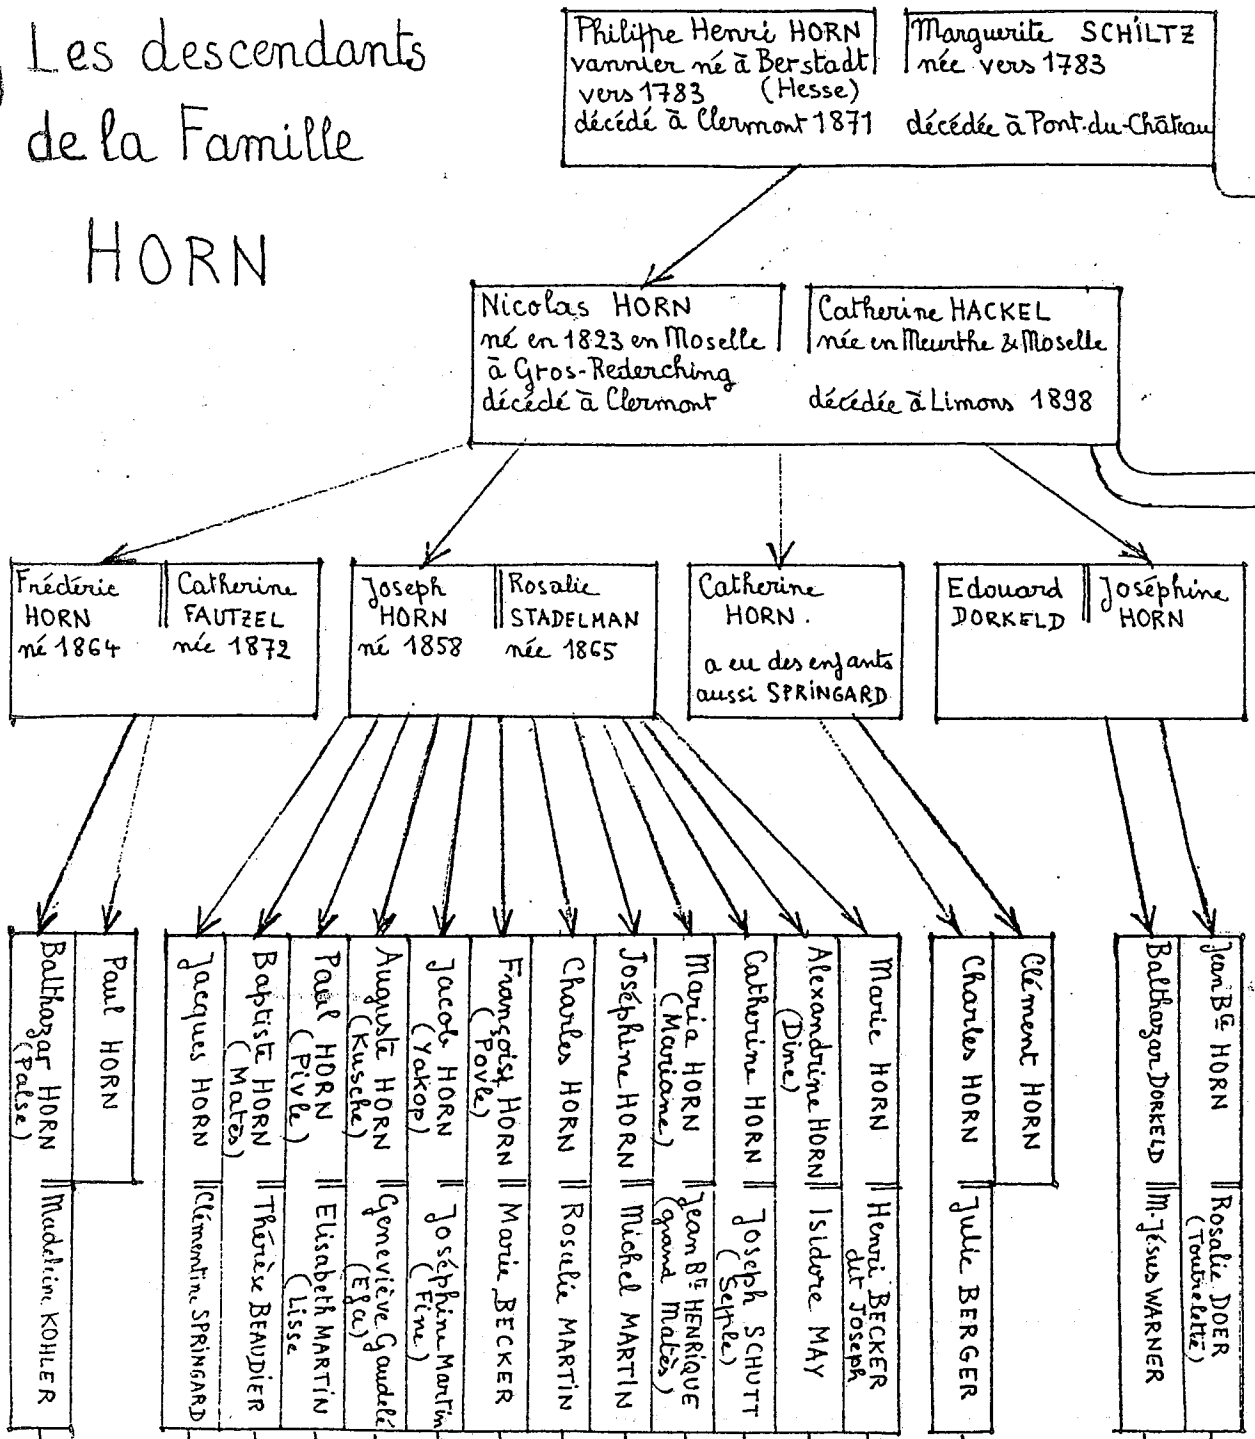 Les descendants
de la Famille
HORN
Philippe Henri HORN
vannier né à Berstadt
vers 1783 (Hesse)
décédé à Clermont 1871
Marguerite SCHILTZ
née vers 1783
décédée à Pont-du-Château
Nicolas HORN
né en 1823 en Moselle
à Gros-Rederching
décédé à Clermont
Catherine HACKEL
née en Meurthe & Moselle
décédée à Limons 1898
Frédéric
HORN
né 1864
Catherine
FAUTZEL
née 1872
Joseph
HORN
né 1858
Rosalie
STADELMAN
née 1865
Catherine
HORN.
a eu des enfants
aussi SPRINGARD
Edouard
DORKELD
Joséphine
HORN
Balthazar HORN || Madeleine KOHLER
(Palse)
Paul HORN
Jacques HORN || Clémentine SPRINGARD
Baptiste HORN || Thérèse BEAUDIER
(Matès)
Paul HORN || Elisabeth MARTIN
(Pivle) (Lisse
Auguste HORN || Geneviève Gaudelé
(Kusche) (Efa)
Jacob HORN || Joséphine Martin
(Yakop) (Fine)
François HORN || Marie BECKER
(Povle)
Charles HORN || Rosalie MARTIN
Joséphine HORN || Michel MARTIN
Maria HORN || Jean Bte HENRIQUE
(Mariane) (grand Matès)
Catherine HORN || Joseph SCHUTT
(Sepple)
Alexandrine HORN || Isidore MAY
(Dine)
Marie HORN || Henri BECKER
dit Joseph
Charles HORN || Julie BERGER
Clément HORN
Balthazar DORKELD || M-Jésus WARNER
Jean Bte HORN || Rosalie DOER